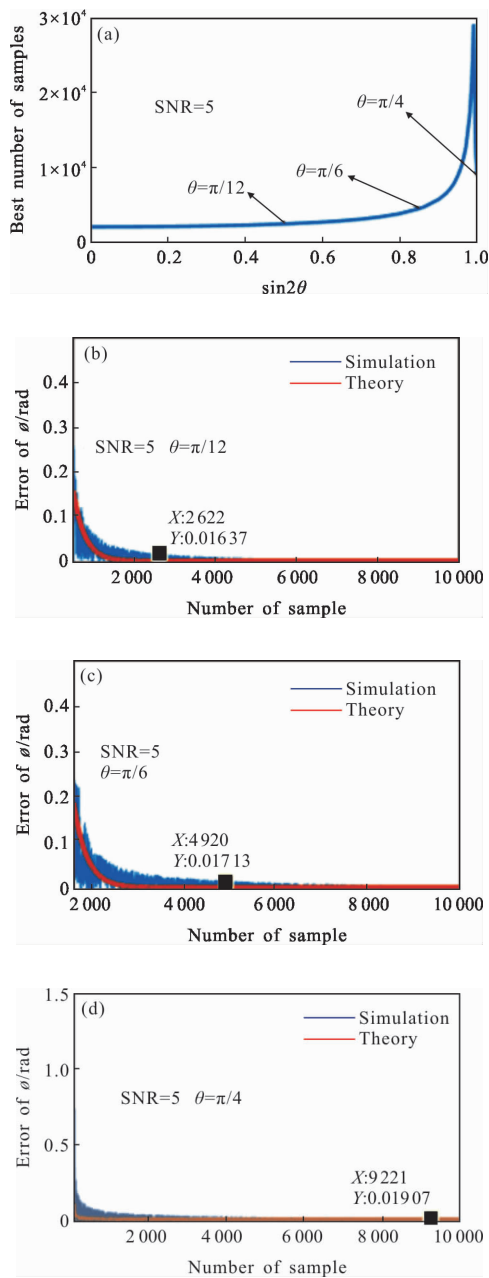 (a)
Best number of samples
3×10⁴
2×10⁴
1×10⁴
0
SNR=5
θ=π/4
θ=π/6
θ=π/12
0 0.2 0.4 0.6 0.8 1.0
sin2θ
(b)
Error of ø/rad
0.4
0.3
0.2
0.1
0
Simulation
Theory
SNR=5 θ=π/12
X:2 622
Y:0.01637
2 000 4 000 6 000 8 000 10 000
Number of sample
(c)
Error of ø/rad
0.4
0.3
0.2
0.1
0
Simulation
Theory
SNR=5
θ=π/6
X:4 920
Y:0.01713
2 000 4 000 6 000 8 000 10 000
Number of sample
(d)
Error of ø/rad
1.5
1.0
0.5
0
Simulation
Theory
SNR=5 θ=π/4
X:9 221
Y:0.01907
2 000 4 000 6 000 8 000 10 000
Number of sample